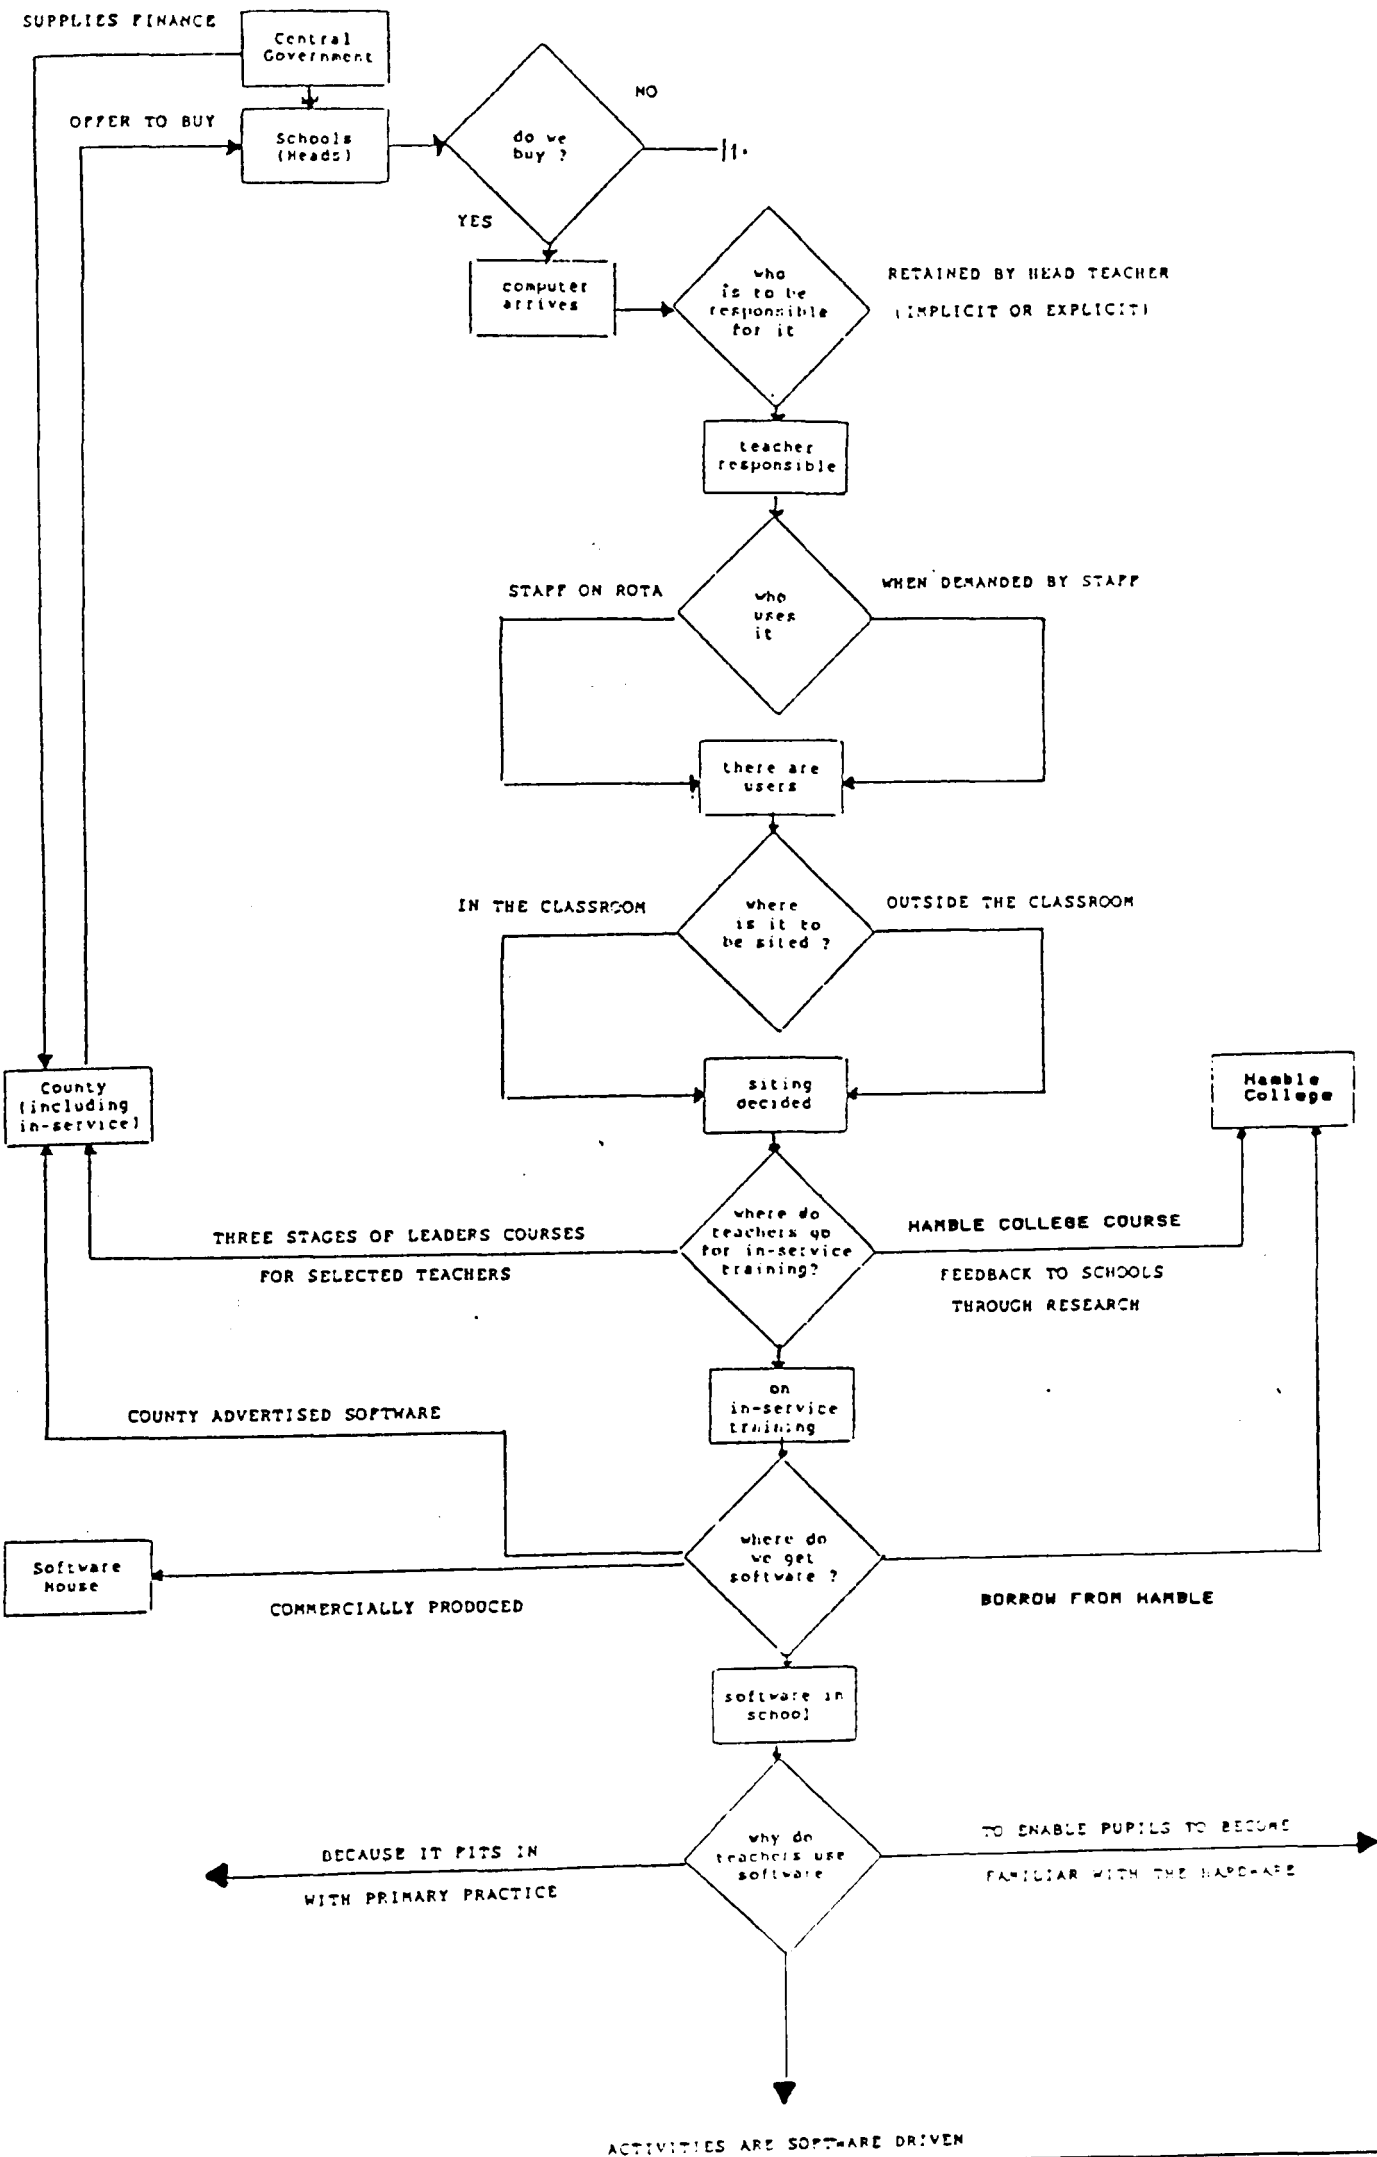 SUPPLIES FINANCE
Central
Government
OFFER TO BUY
Schools
(Heads)
do we
buy ?
NO
YES
computer
arrives
who
is to be
responsible
for it
RETAINED BY HEAD TEACHER
(IMPLICIT OR EXPLICIT)
teacher
responsible
STAFF ON ROTA
who
uses
it
WHEN DEMANDED BY STAFF
there are
users
IN THE CLASSROOM
where
is it to
be sited ?
OUTSIDE THE CLASSROOM
County
(including
in-service)
siting
decided
Hamble
College
THREE STAGES OF LEADERS COURSES
FOR SELECTED TEACHERS
where do
teachers go
for in-service
training?
HAMBLE COLLEGE COURSE
FEEDBACK TO SCHOOLS
THROUGH RESEARCH
on
in-service
training
COUNTY ADVERTISED SOFTWARE
where do
we get
software ?
Software
House
COMMERCIALLY PRODUCED
BORROW FROM HAMBLE
software in
school
BECAUSE IT FITS IN
WITH PRIMARY PRACTICE
why do
teachers use
software
TO ENABLE PUPILS TO BECOME
FAMILIAR WITH THE HARDWARE
ACTIVITIES ARE SOFTWARE DRIVEN